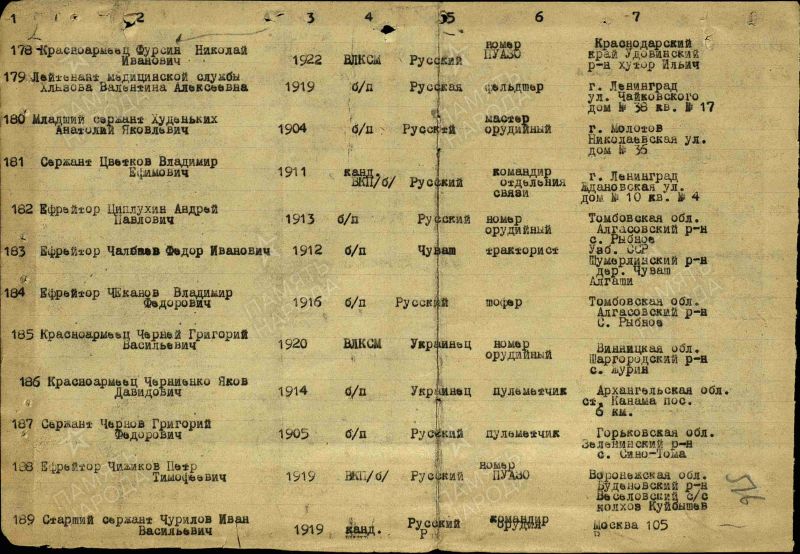 1 2 3 4 5 6 7
178 Красноармеец Фурсин Николай Иванович 1922 ВЛКСМ Русский номер ПУАЗО Краснодарский
край Удовинский
р-н хутор Ильич
179 Лейтенант медицинской службы
Хлызова Валентина Алексеевна 1919 б/п Русская фельдшер г. Ленинград
ул. Чайковского
дом № 38 кв. № 17
180 Младший сержант Худеньких
Анатолий Яковлевич 1904 б/п Русский мастер орудийный г. Молотов
Николаевская ул.
дом № 36
181 Сержант Цветков Владимир
Ефимович 1911 канд. ВКП/б/ Русский командир отделения связи г. Ленинград
Ждановская ул.
дом № 10 кв. № 4
182 Ефрейтор Циплухин Андрей
Павлович 1913 б/п Русский номер орудийный Томбовская обл.
Алгасовский р-н
с. Рыбное
183 Ефрейтор Чалбаев Федор Иванович 1912 б/п Чуваш тракторист Узб. ССР
Шумерлинский р-н
дер. Чуваш
Алгаши
184 Ефрейтор ЧЕканов Владимир
Федорович 1916 б/п Русский шофер Томбовская обл.
Алгасовский р-н
С. Рыбное
185 Красноармеец Черней Григорий
Васильевич 1920 ВЛКСМ Украинец номер орудийный Винницкая обл.
Шаргородский р-н
с. Мурин
186 Красноармеец Черниенко Яков
Давидович 1914 б/п Украинец пулеметчик Архангельская обл.
ст. Канама пос.
6 км.
187 Сержант Чернов Григорий
Федорович 1905 б/п Русский пулеметчик Горьковская обл.
Зеленинский р-н
с. Сино-Тома
188 Ефрейтор Чижиков Петр
Тимофеевич 1919 ВКП/б/ Русский номер ПУАЗО Воронежская обл.
Буденовский р-н
Веселовский с/с
колхоз Куйбышев
189 Старший сержант Чурилов Иван
Васильевич 1919 канд. Русский командир орудия Москва 105
ПАМЯТЬ НАРОДА